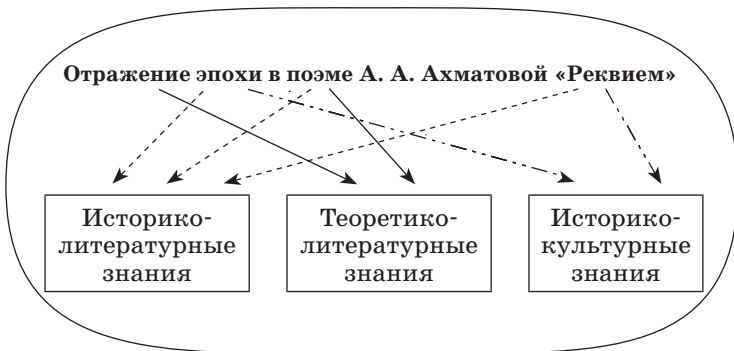 Отражение эпохи в поэме А. А. Ахматовой «Реквием»
Историко-
литературные
знания
Теоретико-
литературные
знания
Историко-
культурные
знания